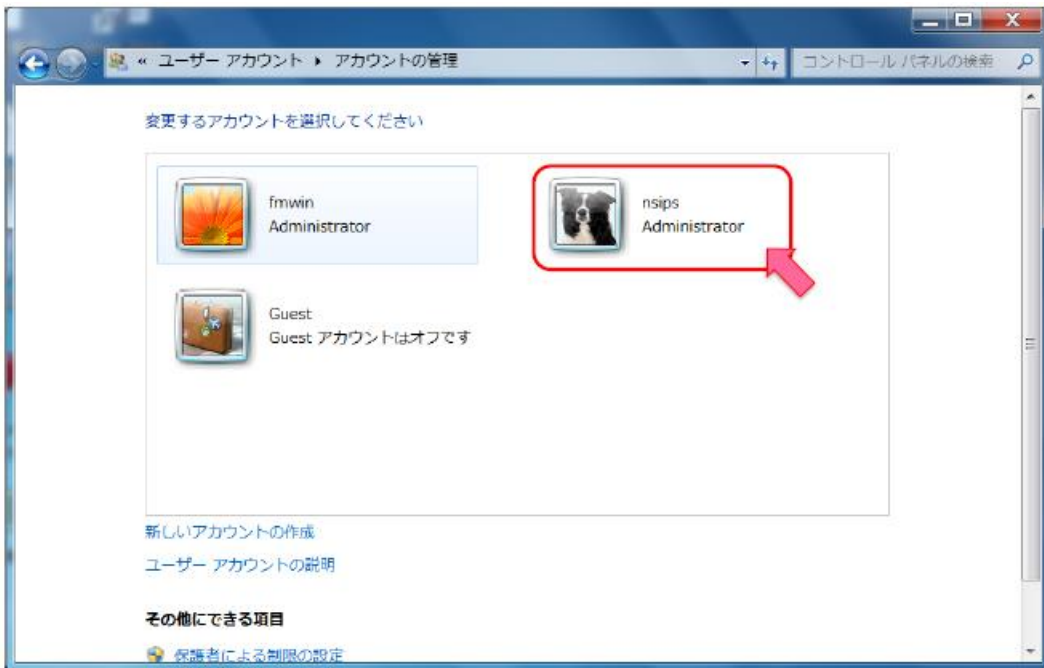 « ユーザー アカウント ▸ アカウントの管理
コントロール パネルの検索
変更するアカウントを選択してください
fmwin
Administrator
nsips
Administrator
Guest
Guest アカウントはオフです
新しいアカウントの作成
ユーザー アカウントの説明
その他にできる項目
保護者による制限の設定